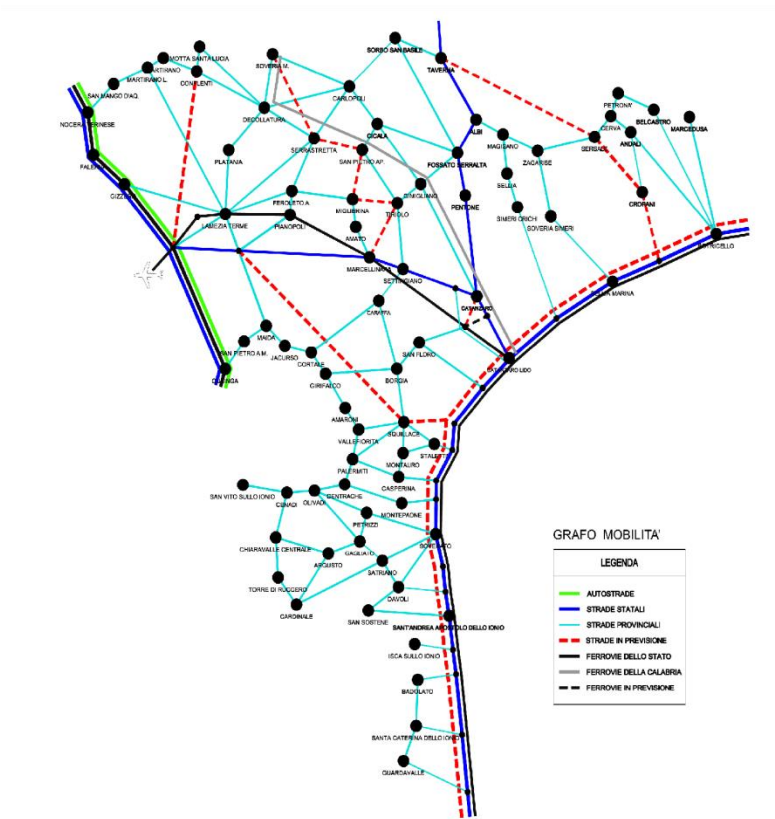 SORBO SAN BASILE
MOTTA SANTA LUCIA
SOVERIA M.
TAVERNA
MARTIRANO L.
CONFLENTI
SAN MANGO D'AQ.
CARLOPOLI
PETRONA'
DECOLLATURA
CERVA
BELCASTRO
MARCEDUSA
NOCERA TERINESE
CICALA
ALBI
MAGISANO
SERSALE
ANDALI
SERRASTRETTA
PLATANIA
SAN PIETRO AP.
FOSSATO SERRALTA
ZAGARISE
FALERNA
SELLIA
GIZZERIA
GIMIGLIANO
PENTONE
CROPANI
FEROLETO A.
MIGLIERINA
TIRIOLO
SIMERI CRICHI
SOVERIA SIMERI
LAMEZIA TERME
PIANOPOLI
AMATO
BOTRICELLO
MARCELLINARA
SETTINGIANO
SELLIA MARINA
CATANZARO
CARAFFA
MAIDA
SAN PIETRO A.M.
JACURSO
CORTALE
SAN FLORO
CATANZARO LIDO
CURINGA
GIRIFALCO
BORGIA
AMARONI
VALLEFIORITA
SQUILLACE
STALETTI
PALERMITI
MONTAURO
GASPERINA
SAN VITO SULLO IONIO
CENADI
OLIVADI
CENTRACHE
MONTEPAONE
PETRIZZI
CHIARAVALLE CENTRALE
GAGLIATO
SOVERATO
ARGUSTO
SATRIANO
TORRE DI RUGGERO
DAVOLI
CARDINALE
SAN SOSTENE
SANT'ANDREA APOSTOLO DELLO IONIO
ISCA SULLO IONIO
BADOLATO
SANTA CATERINA DELLO IONIO
GUARDAVALLE
GRAFO MOBILITA'
LEGENDA
AUTOSTRADE
STRADE STATALI
STRADE PROVINCIALI
STRADE IN PREVISIONE
FERROVIE DELLO STATO
FERROVIE DELLA CALABRIA
FERROVIE IN PREVISIONE